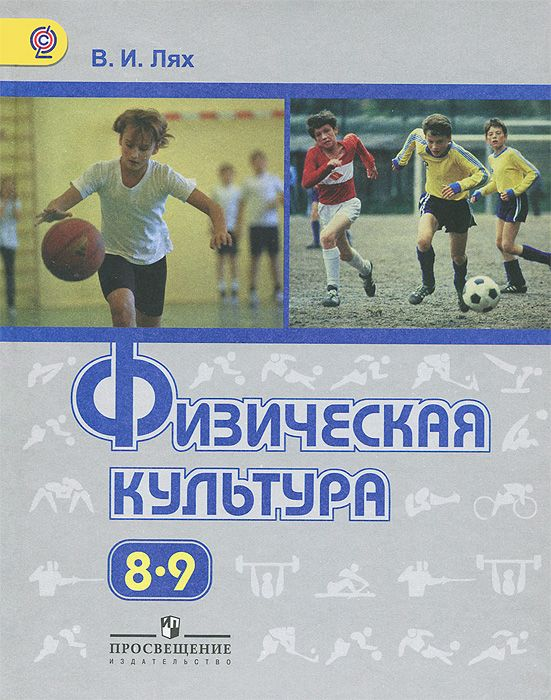 В. И. Лях
Физическая
культура
8•9
ПРОСВЕЩЕНИЕ
ИЗДАТЕЛЬСТВО